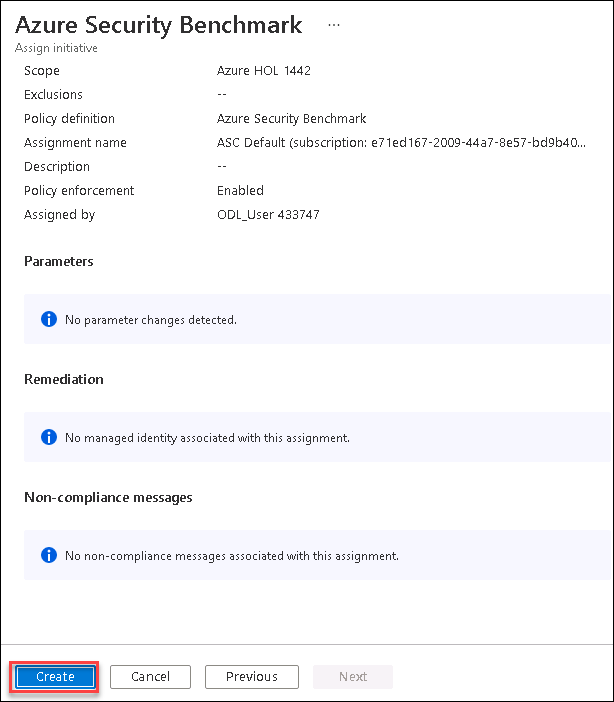 Azure Security Benchmark ...
Assign initiative
Scope Azure HOL 1442
Exclusions --
Policy definition Azure Security Benchmark
Assignment name ASC Default (subscription: e71ed167-2009-44a7-8e57-bd9b40...
Description --
Policy enforcement Enabled
Assigned by ODL_User 433747
Parameters
No parameter changes detected.
Remediation
No managed identity associated with this assignment.
Non-compliance messages
No non-compliance messages associated with this assignment.
Create Cancel Previous Next